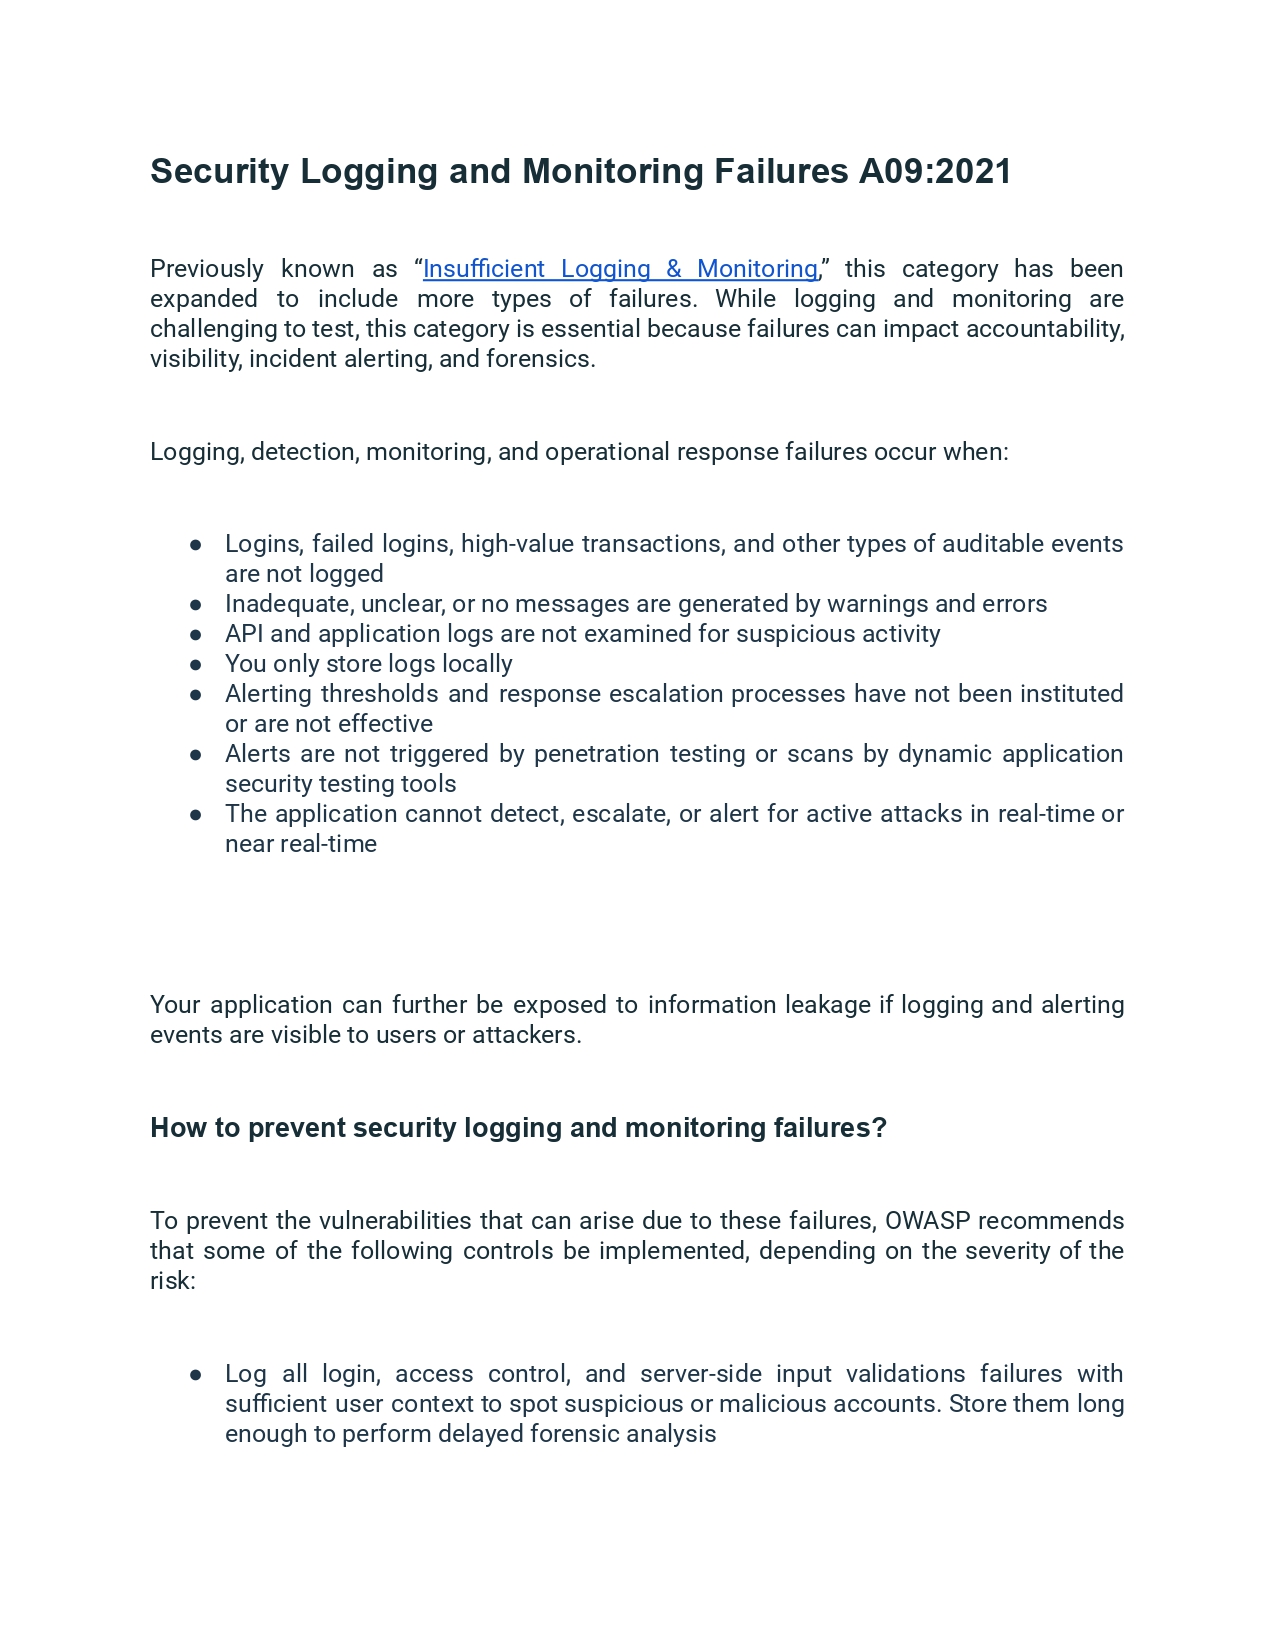 Security Logging and Monitoring Failures A09:2021
Previously known as “Insufficient Logging & Monitoring,” this category has been
expanded to include more types of failures. While logging and monitoring are
challenging to test, this category is essential because failures can impact accountability,
visibility, incident alerting, and forensics.
Logging, detection, monitoring, and operational response failures occur when:
● Logins, failed logins, high-value transactions, and other types of auditable events
are not logged
● Inadequate, unclear, or no messages are generated by warnings and errors
● API and application logs are not examined for suspicious activity
● You only store logs locally
● Alerting thresholds and response escalation processes have not been instituted
or are not effective
● Alerts are not triggered by penetration testing or scans by dynamic application
security testing tools
● The application cannot detect, escalate, or alert for active attacks in real-time or
near real-time
Your application can further be exposed to information leakage if logging and alerting
events are visible to users or attackers.
How to prevent security logging and monitoring failures?
To prevent the vulnerabilities that can arise due to these failures, OWASP recommends
that some of the following controls be implemented, depending on the severity of the
risk:
● Log all login, access control, and server-side input validations failures with
sufficient user context to spot suspicious or malicious accounts. Store them long
enough to perform delayed forensic analysis